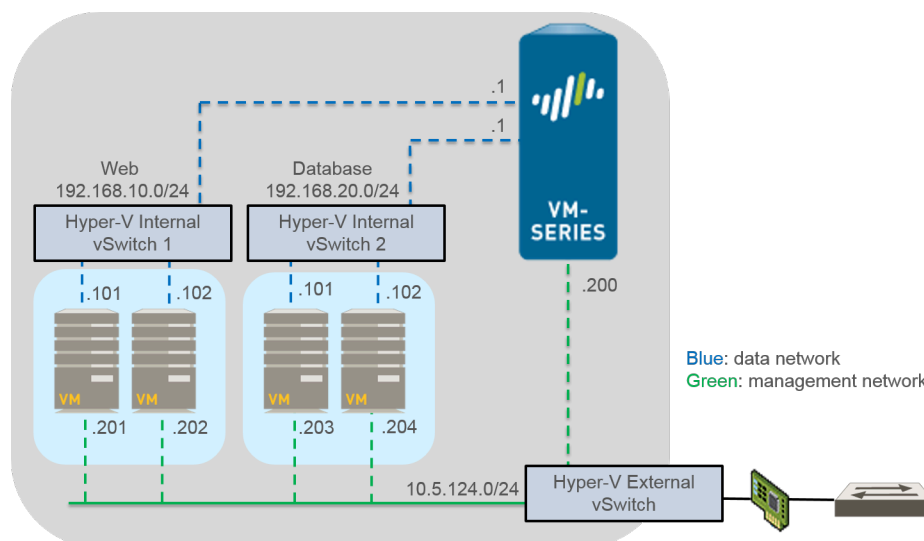 .1
.1
Web
192.168.10.0/24
Database
192.168.20.0/24
Hyper-V Internal
vSwitch 1
Hyper-V Internal
vSwitch 2
VM-
SERIES
.101
.102
.101
.102
.200
VM
VM
VM
VM
.201
.202
.203
.204
Blue: data network
Green: management network
10.5.124.0/24
Hyper-V External
vSwitch